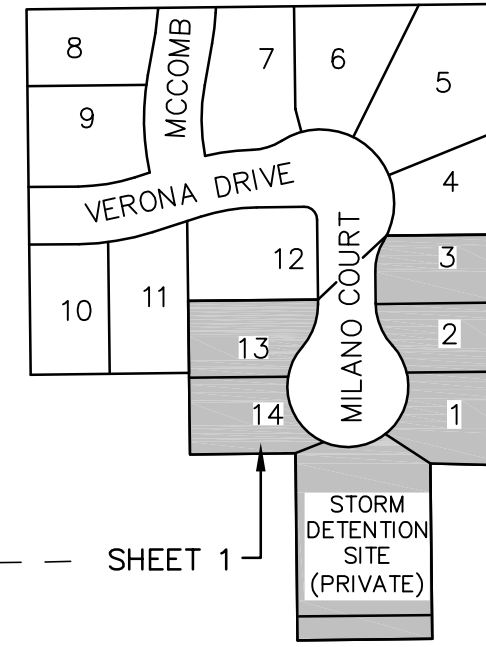 8
7
6
5
MCCOMB
9
VERONA DRIVE
4
12
3
10
11
MILANO COURT
2
13
14
1
STORM
DETENTION
SITE
(PRIVATE)
SHEET 1